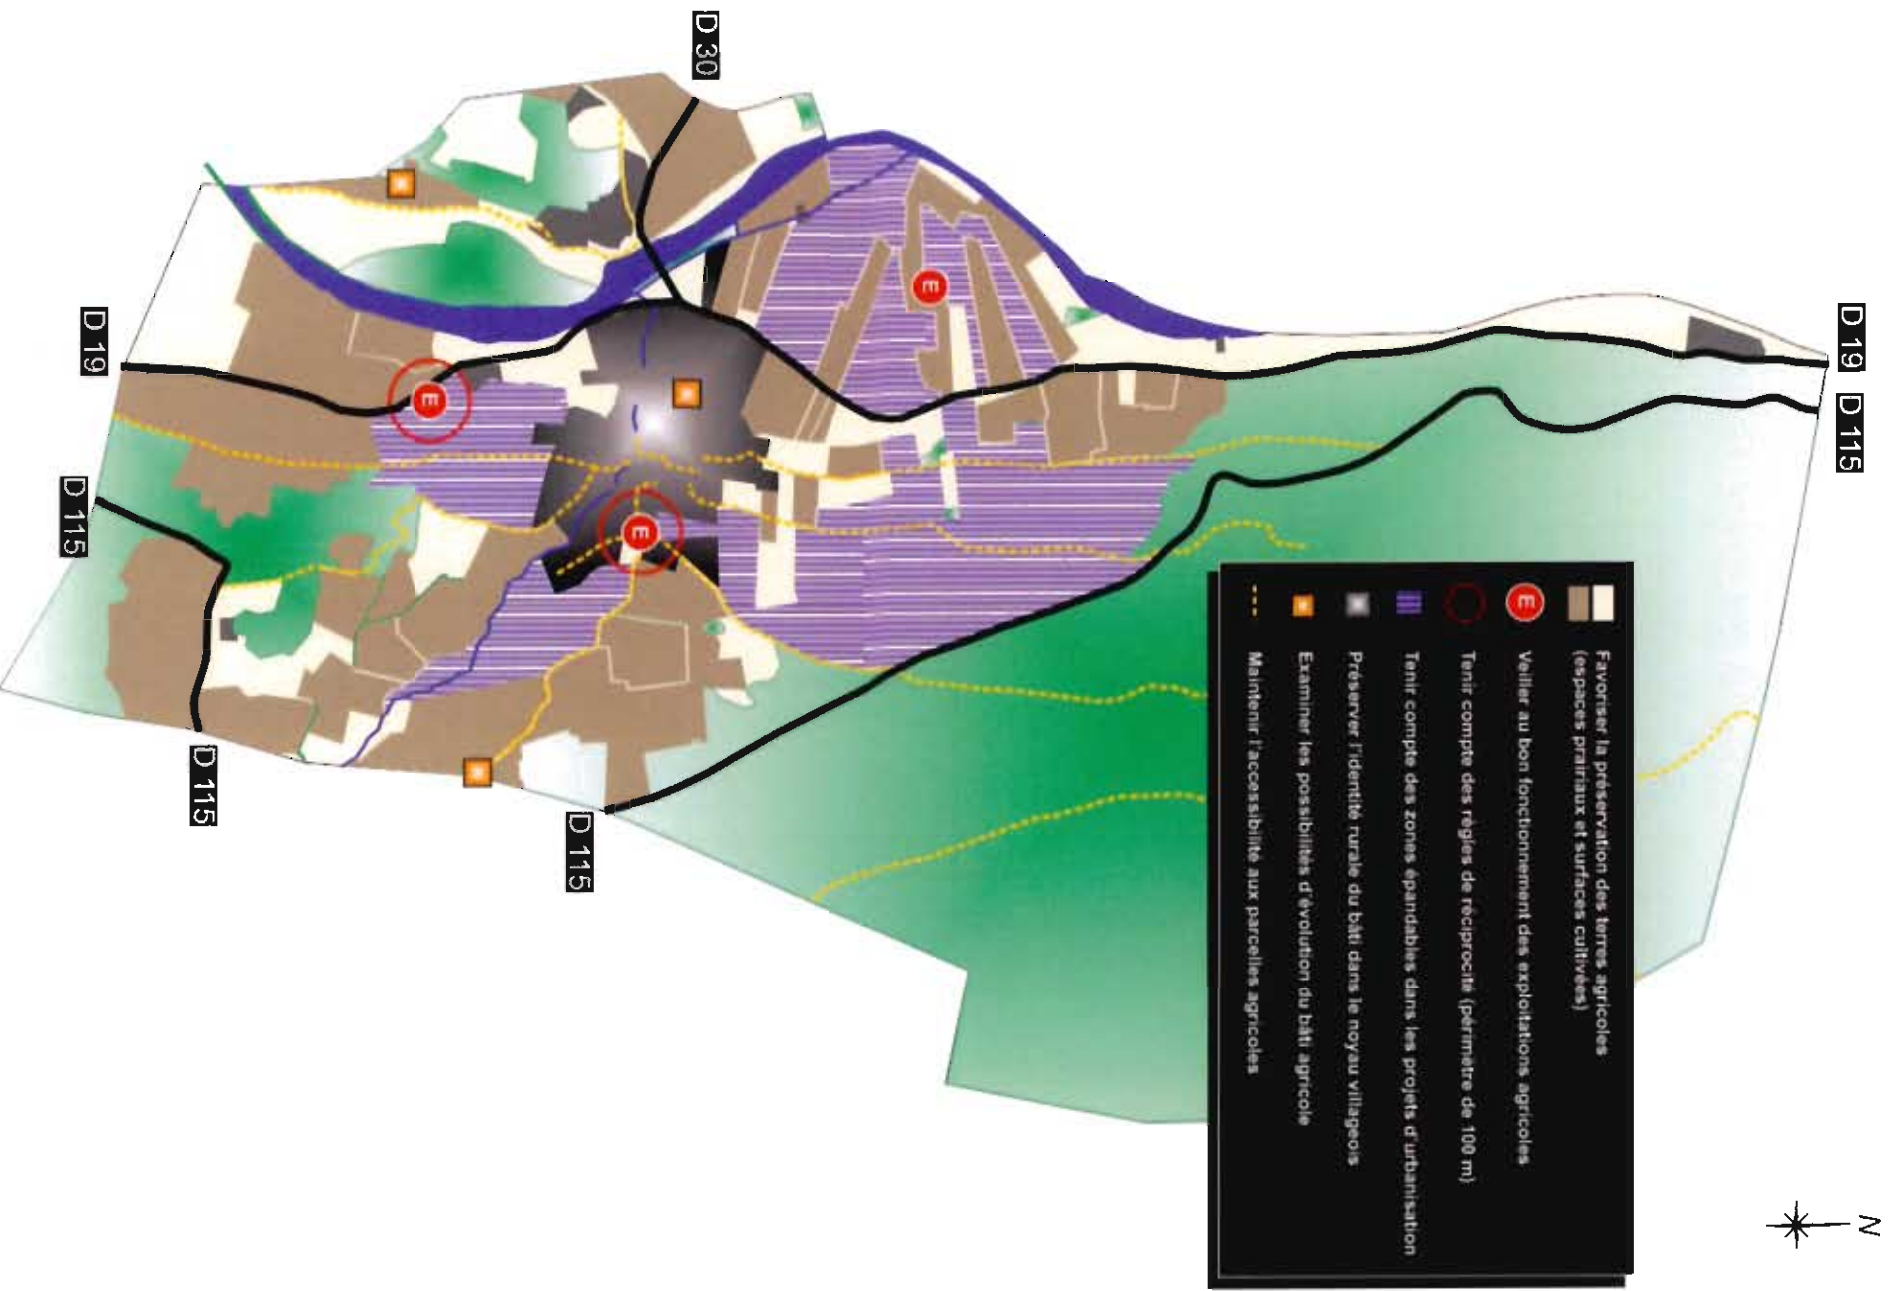 D 30
D 19
D 115
D 19
D 115
D 115
D 115
E
E
E
Favoriser la préservation des terres agricoles
(espaces prairiaux et surfaces cultivées)
E
Veiller au bon fonctionnement des exploitations agricoles
Tenir compte des règles de réciprocité (périmètre de 100 m)
Tenir compte des zones épandables dans les projets d'urbanisation
Préserver l'identité rurale du bâti dans le noyau villageois
Examiner les possibilités d'évolution du bâti agricole
Maintenir l'accessibilité aux parcelles agricoles
N